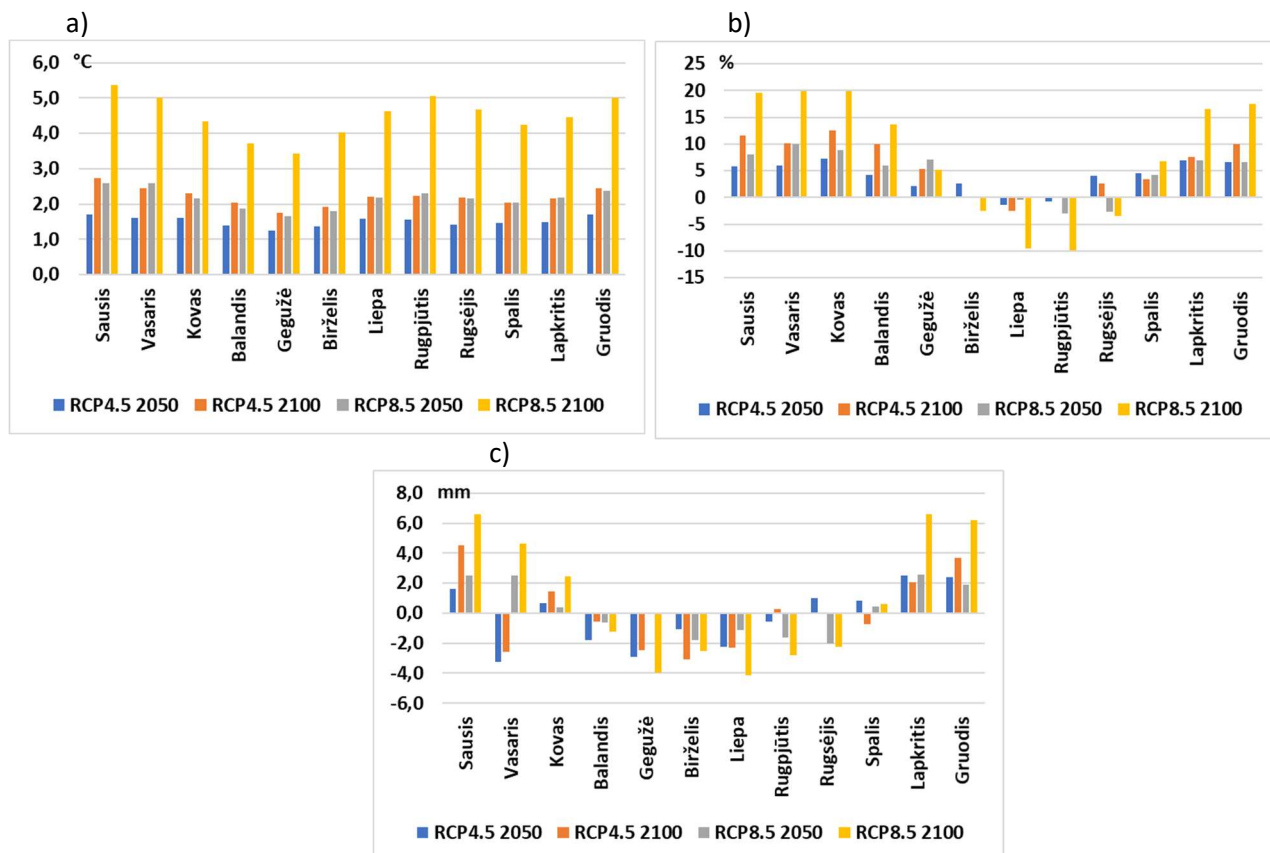 a)
°C
6,0
5,0
4,0
3,0
2,0
1,0
0,0
Sausis
Vasaris
Kovas
Balandis
Gegužė
Birželis
Liepa
Rugpjūtis
Rugsėjis
Spalis
Lapkritis
Gruodis
RCP4.5 2050 RCP4.5 2100 RCP8.5 2050 RCP8.5 2100
b)
%
25
20
15
10
5
0
-5
-10
-15
Sausis
Vasaris
Kovas
Balandis
Gegužė
Birželis
Liepa
Rugpjūtis
Rugsėjis
Spalis
Lapkritis
Gruodis
RCP4.5 2050 RCP4.5 2100 RCP8.5 2050 RCP8.5 2100
c)
mm
8,0
6,0
4,0
2,0
0,0
-2,0
-4,0
-6,0
Sausis
Vasaris
Kovas
Balandis
Gegužė
Birželis
Liepa
Rugpjūtis
Rugsėjis
Spalis
Lapkritis
Gruodis
RCP4.5 2050 RCP4.5 2100 RCP8.5 2050 RCP8.5 2100